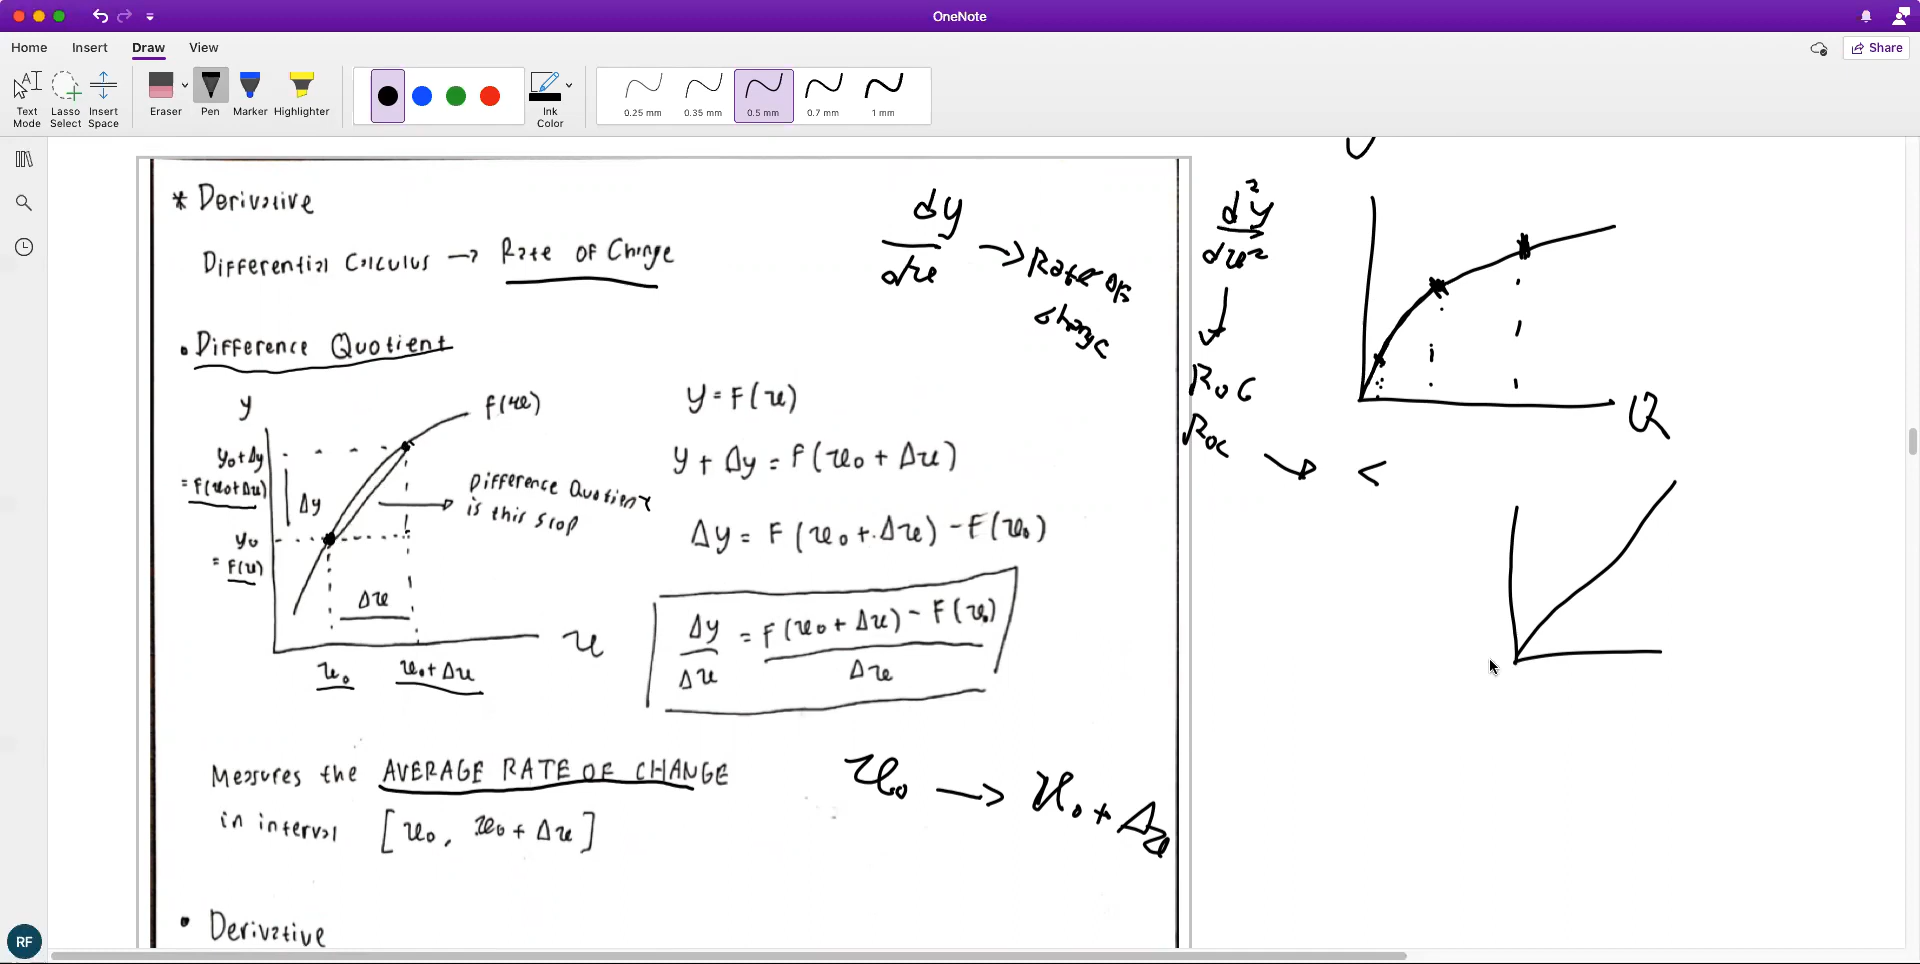 OneNote
Home Insert Draw View
Share
Text Mode
Lasso Select
Insert Space
Eraser
Pen
Marker
Highlighter
Ink Color
0.25 mm
0.35 mm
0.5 mm
0.7 mm
1 mm
* Derivative
Differential Calculus → Rate of Change
dy/dx → Rate of change
• Difference Quotient
y
f(x)
y₀+Δy
= f(x₀+Δx)
Δy
y₀
= F(x)
Δx
x₀
x₀+Δx
x
Difference Quotient
is this slop
y = F(x)
y + Δy = F(x₀ + Δx)
Δy = F(x₀ + Δx) - F(x₀)
Δy/Δx = F(x₀ + Δx) - F(x₀) / Δx
Measures the AVERAGE RATE OF CHANGE
in interval [x₀, x₀ + Δx]
x₀ → x₀ + Δx
• Derivative
d²y/dx²
↓
RoC
RoC → <
Q
RF